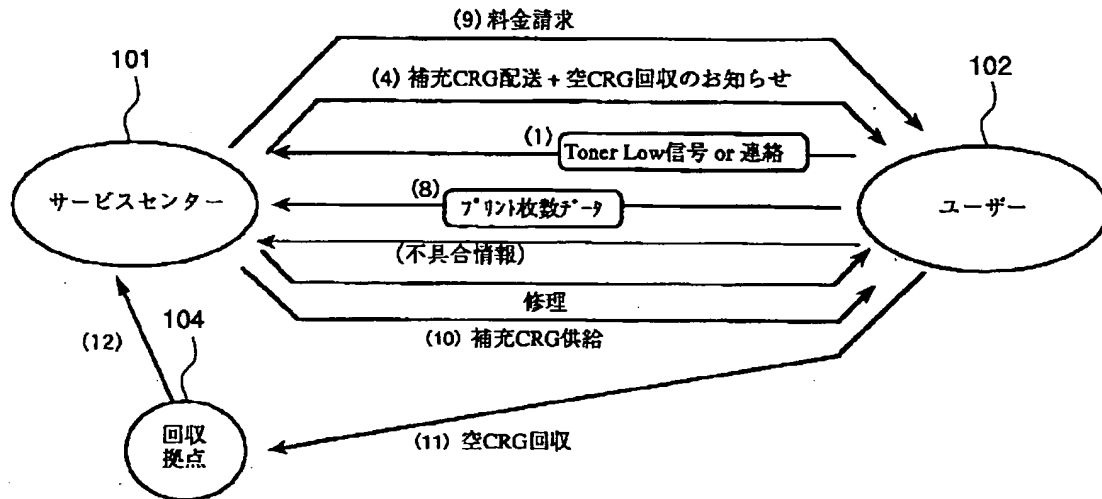 (9) 料金請求
101
(4) 補充CRG配送 + 空CRG回収のお知らせ
102
(1)
Toner Low信号 or 連絡
サービスセンター
(8)
プリント枚数データ
ユーザー
(不具合情報)
修理
(10) 補充CRG供給
104
(12)
回収
拠点
(11) 空CRG回収